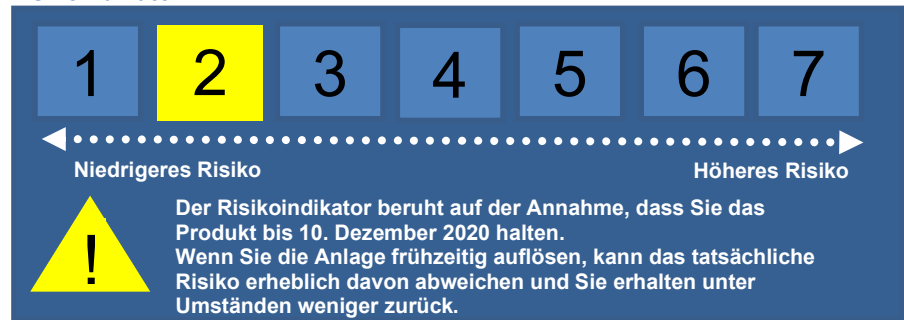 1 2 3 4 5 6 7
Niedrigeres Risiko Höheres Risiko
! Der Risikoindikator beruht auf der Annahme, dass Sie das
Produkt bis 10. Dezember 2020 halten.
Wenn Sie die Anlage frühzeitig auflösen, kann das tatsächliche
Risiko erheblich davon abweichen und Sie erhalten unter
Umständen weniger zurück.